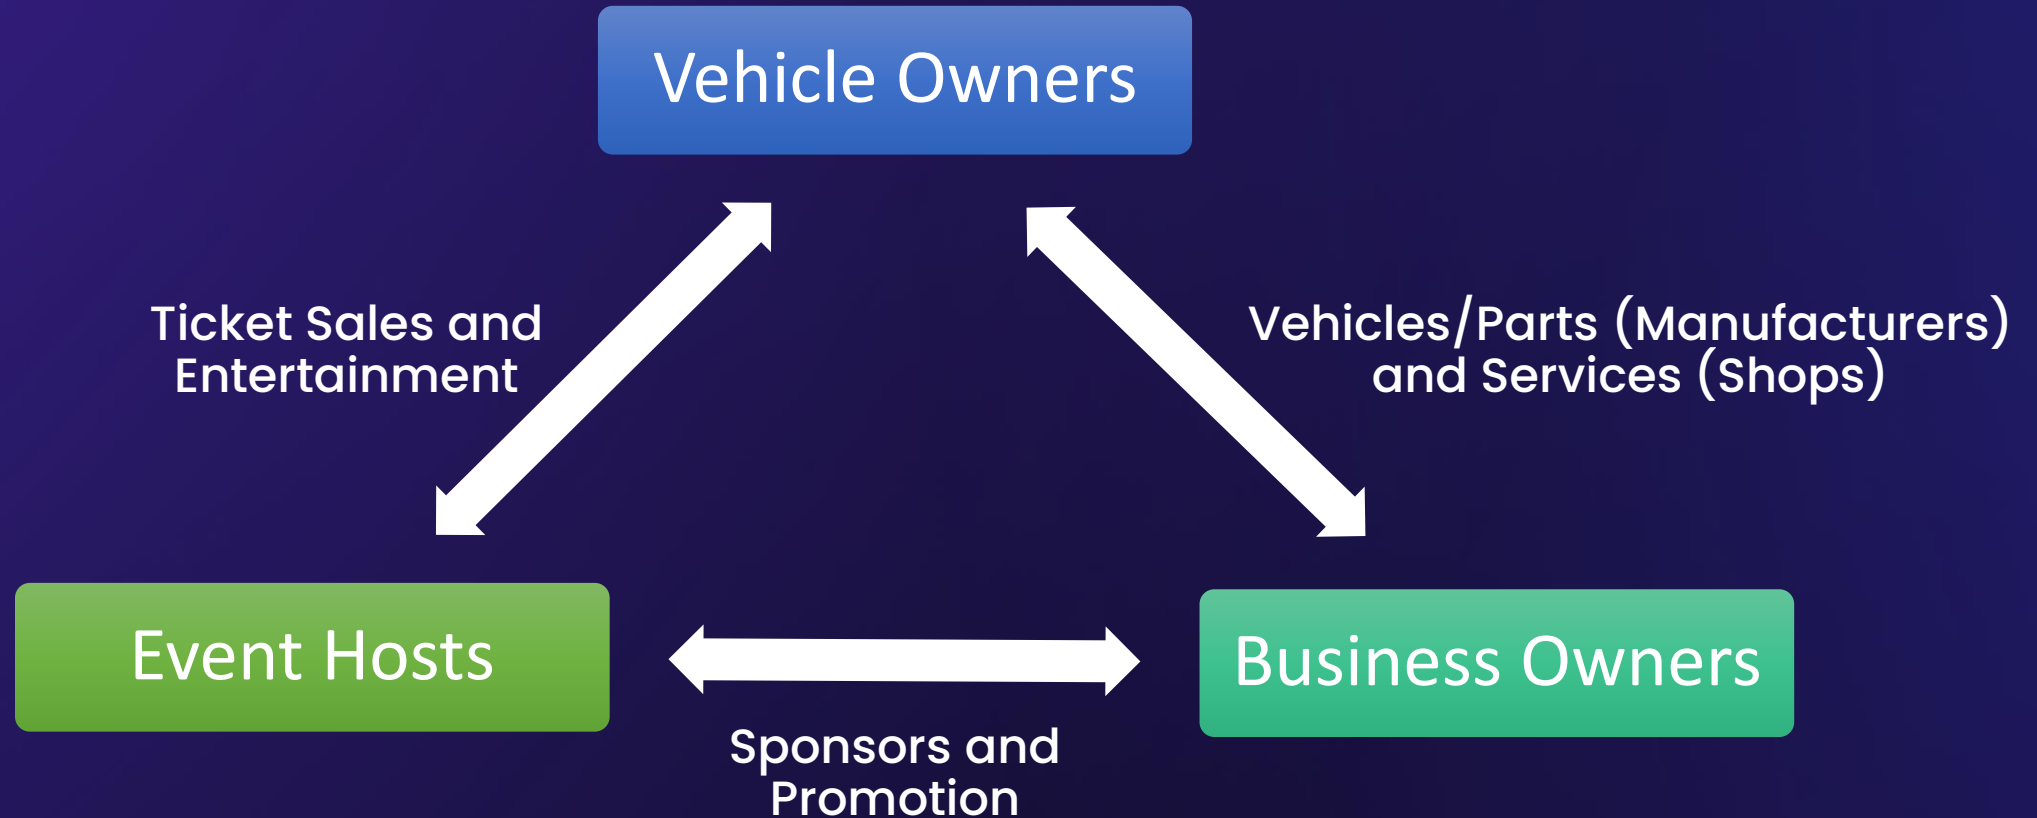 Vehicle Owners
Ticket Sales and
Entertainment
Vehicles/Parts (Manufacturers)
and Services (Shops)
Event Hosts
Business Owners
Sponsors and
Promotion